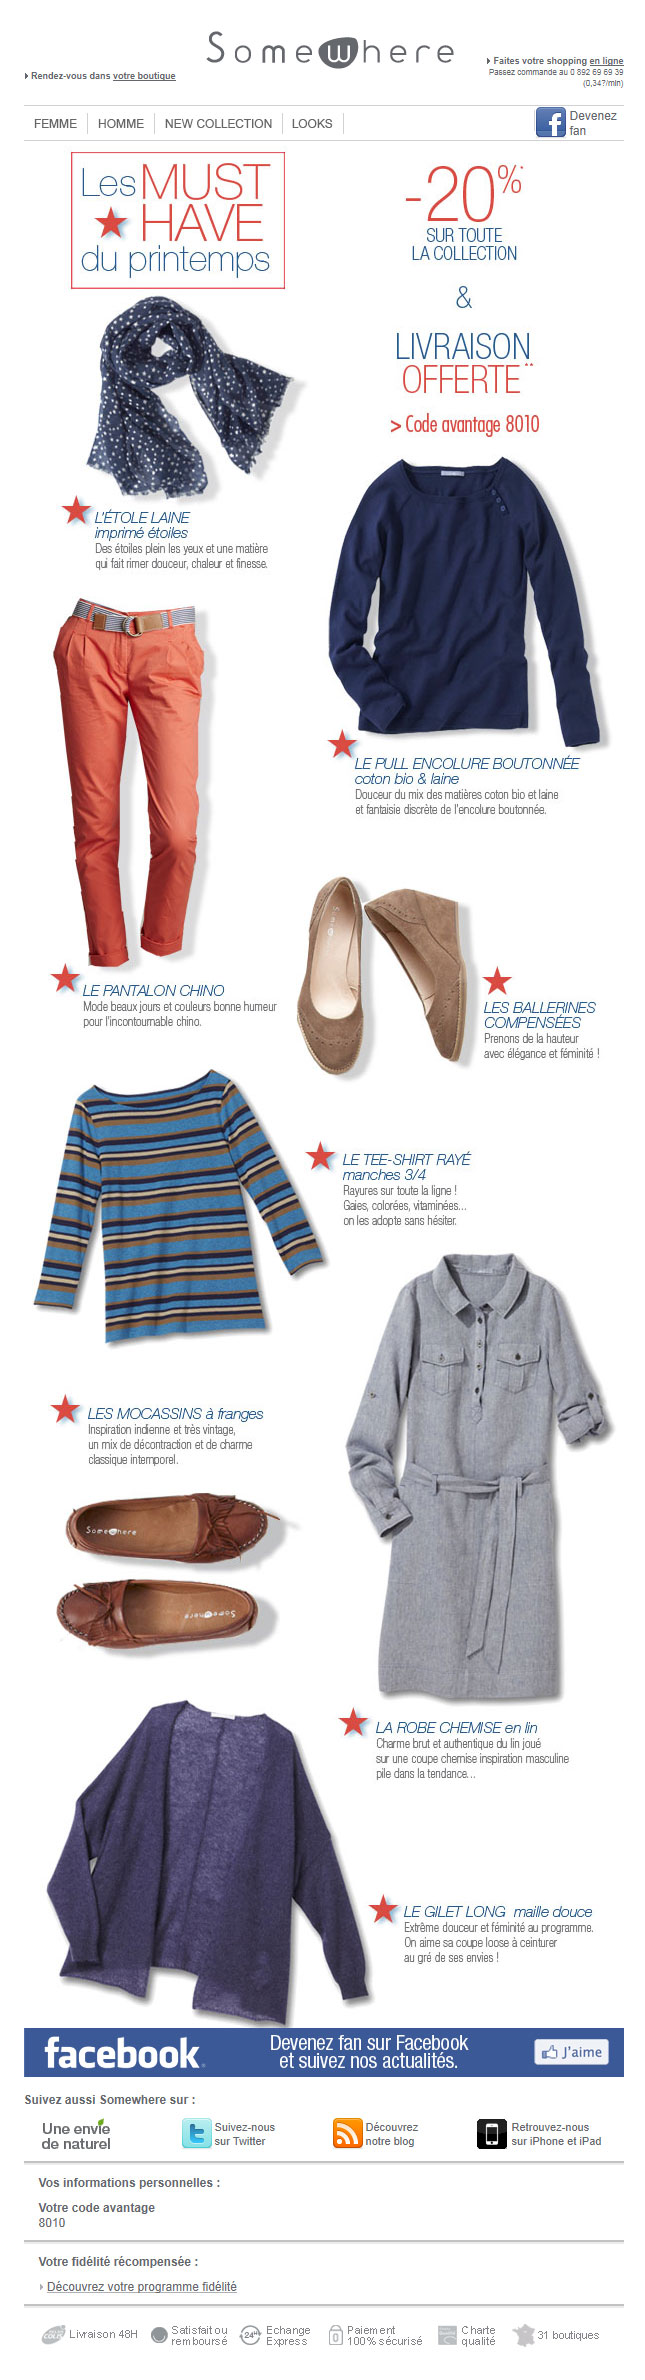 Somewhere
Rendez-vous dans votre boutique
Faites votre shopping en ligne
Passez commande au 0 892 69 69 39
(0,34?/min)
FEMME
HOMME
NEW COLLECTION
LOOKS
Devenez
fan
Les MUST
HAVE
du printemps
-20%*
SUR TOUTE
LA COLLECTION
&
LIVRAISON
OFFERTE**
> Code avantage 8010
L'ÉTOLE LAINE
imprimé étoiles
Des étoiles plein les yeux et une matière
qui fait rimer douceur, chaleur et finesse.
LE PULL ENCOLURE BOUTONNÉE
coton bio & laine
Douceur du mix des matières coton bio et laine
et fantaisie discrète de l'encolure boutonnée.
LE PANTALON CHINO
Mode beaux jours et couleurs bonne humeur
pour l'incontournable chino.
LES BALLERINES
COMPENSÉES
Prenons de la hauteur
avec élégance et féminité !
LE TEE-SHIRT RAYÉ
manches 3/4
Rayures sur toute la ligne !
Gaies, colorées, vitaminées...
on les adopte sans hésiter.
LES MOCASSINS à franges
Inspiration indienne et très vintage,
un mix de décontraction et de charme
classique intemporel.
Somewhere
Somewhere
LA ROBE CHEMISE en lin
Charme brut et authentique du lin joué
sur une coupe chemise inspiration masculine
pile dans la tendance...
LE GILET LONG maille douce
Extrême douceur et féminité au programme.
On aime sa coupe loose à ceinturer
au gré de ses envies !
facebook
Devenez fan sur Facebook
et suivez nos actualités.
J'aime
Suivez aussi Somewhere sur :
Une envie
de naturel
Suivez-nous
sur Twitter
Découvrez
notre blog
Retrouvez-nous
sur iPhone et iPad
Vos informations personnelles :
Votre code avantage
8010
Votre fidélité récompensée :
Découvrez votre programme fidélité
Livraison 48H
Satisfait ou
remboursé
24H
Echange
Express
Paiement
100% sécurisé
Charte
qualité
31 boutiques